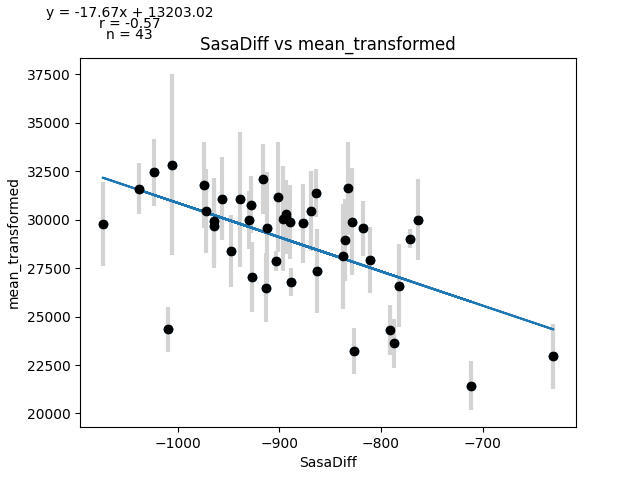 y = -17.67x + 13203.02
r = -0.57
n = 43
SasaDiff vs mean_transformed
37500
35000
32500
30000
27500
25000
22500
20000
mean_transformed
−1000
−900
−800
−700
SasaDiff